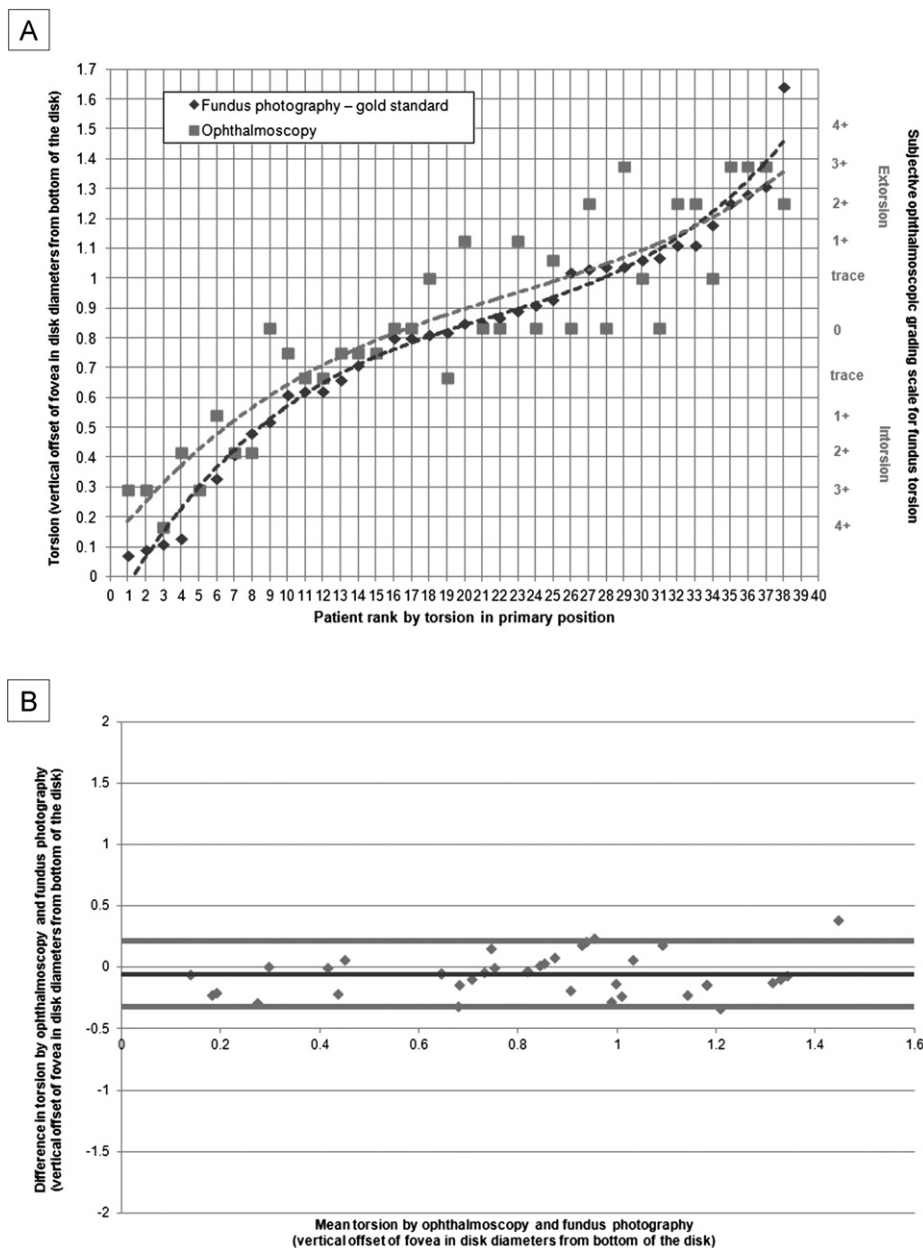 A
Torsion (vertical offset of fovea in disk diameters from bottom of the disk)
1.7
1.6
1.5
1.4
1.3
1.2
1.1
1
0.9
0.8
0.7
0.6
0.5
0.4
0.3
0.2
0.1
0
Fundus photography – gold standard
Ophthalmoscopy
4+
3+
2+
1+
trace
0
trace
1+
2+
3+
4+
Extorsion
Intorsion
Subjective ophthalmoscopic grading scale for fundus torsion
0 1 2 3 4 5 6 7 8 9 10 11 12 13 14 15 16 17 18 19 20 21 22 23 24 25 26 27 28 29 30 31 32 33 34 35 36 37 38 39 40
Patient rank by torsion in primary position
B
Difference in torsion by ophthalmoscopy and fundus photography
(vertical offset of fovea in disk diameters from bottom of the disk)
2
1.5
1
0.5
0
-0.5
-1
-1.5
-2
0 0.2 0.4 0.6 0.8 1 1.2 1.4 1.6
Mean torsion by ophthalmoscopy and fundus photography
(vertical offset of fovea in disk diameters from bottom of the disk)